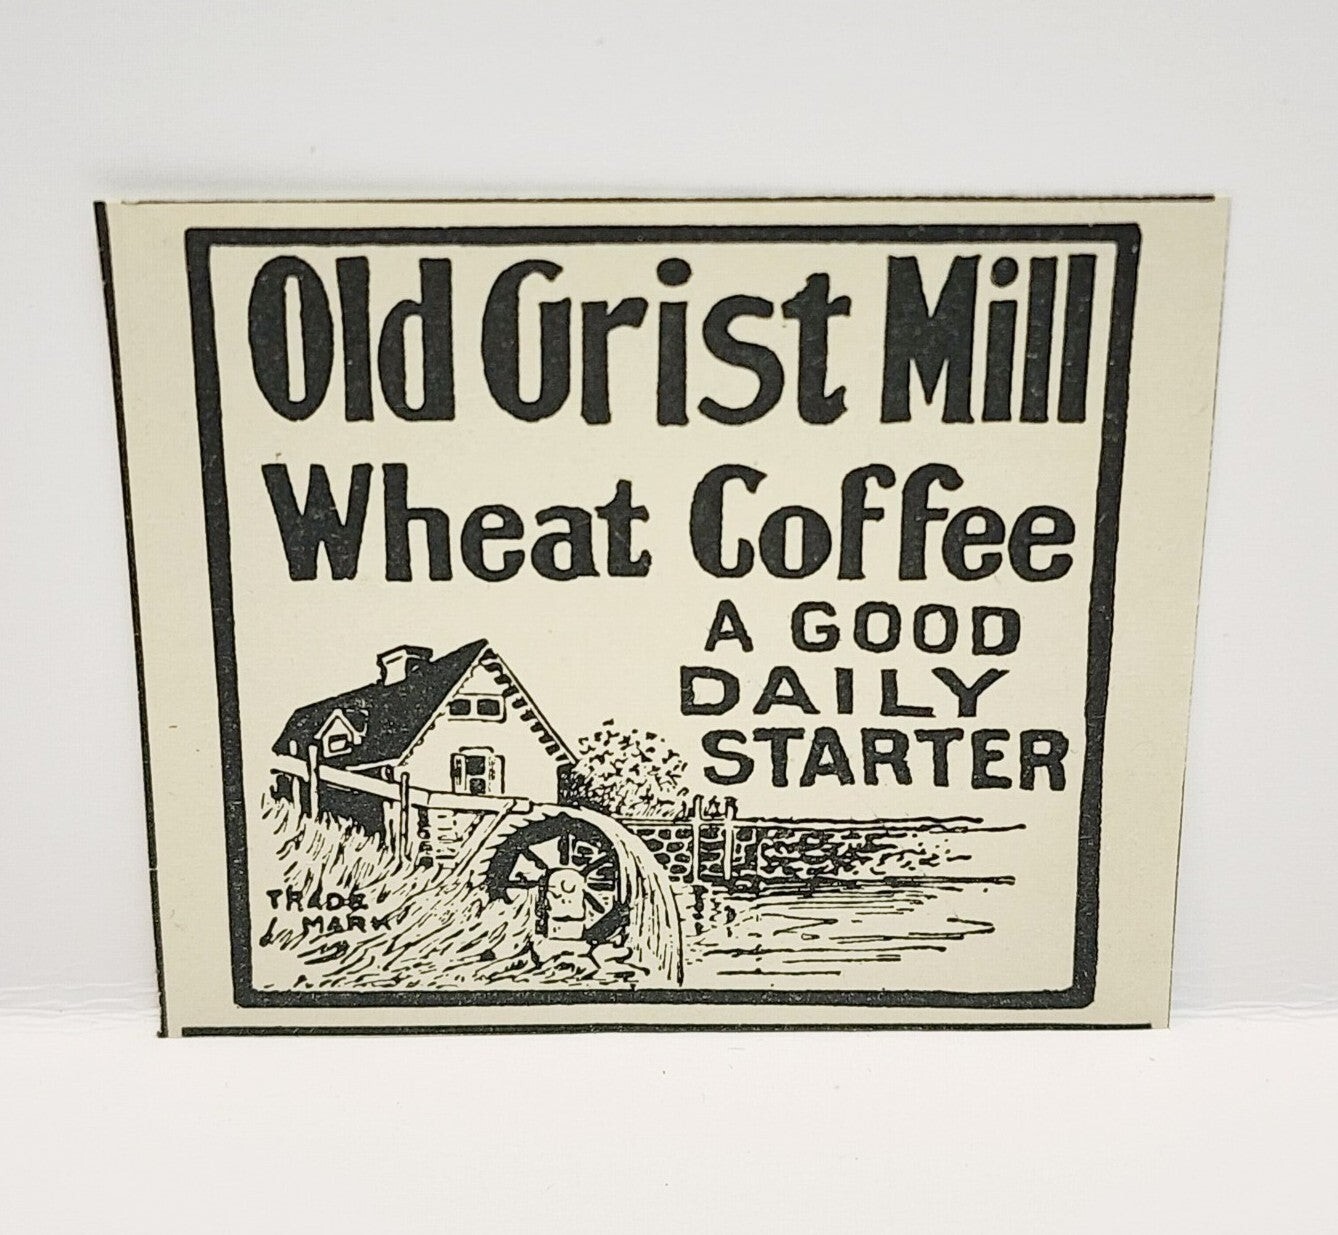 Old Grist Mill
Wheat Coffee
A GOOD
DAILY
STARTER
TRADE
MARK